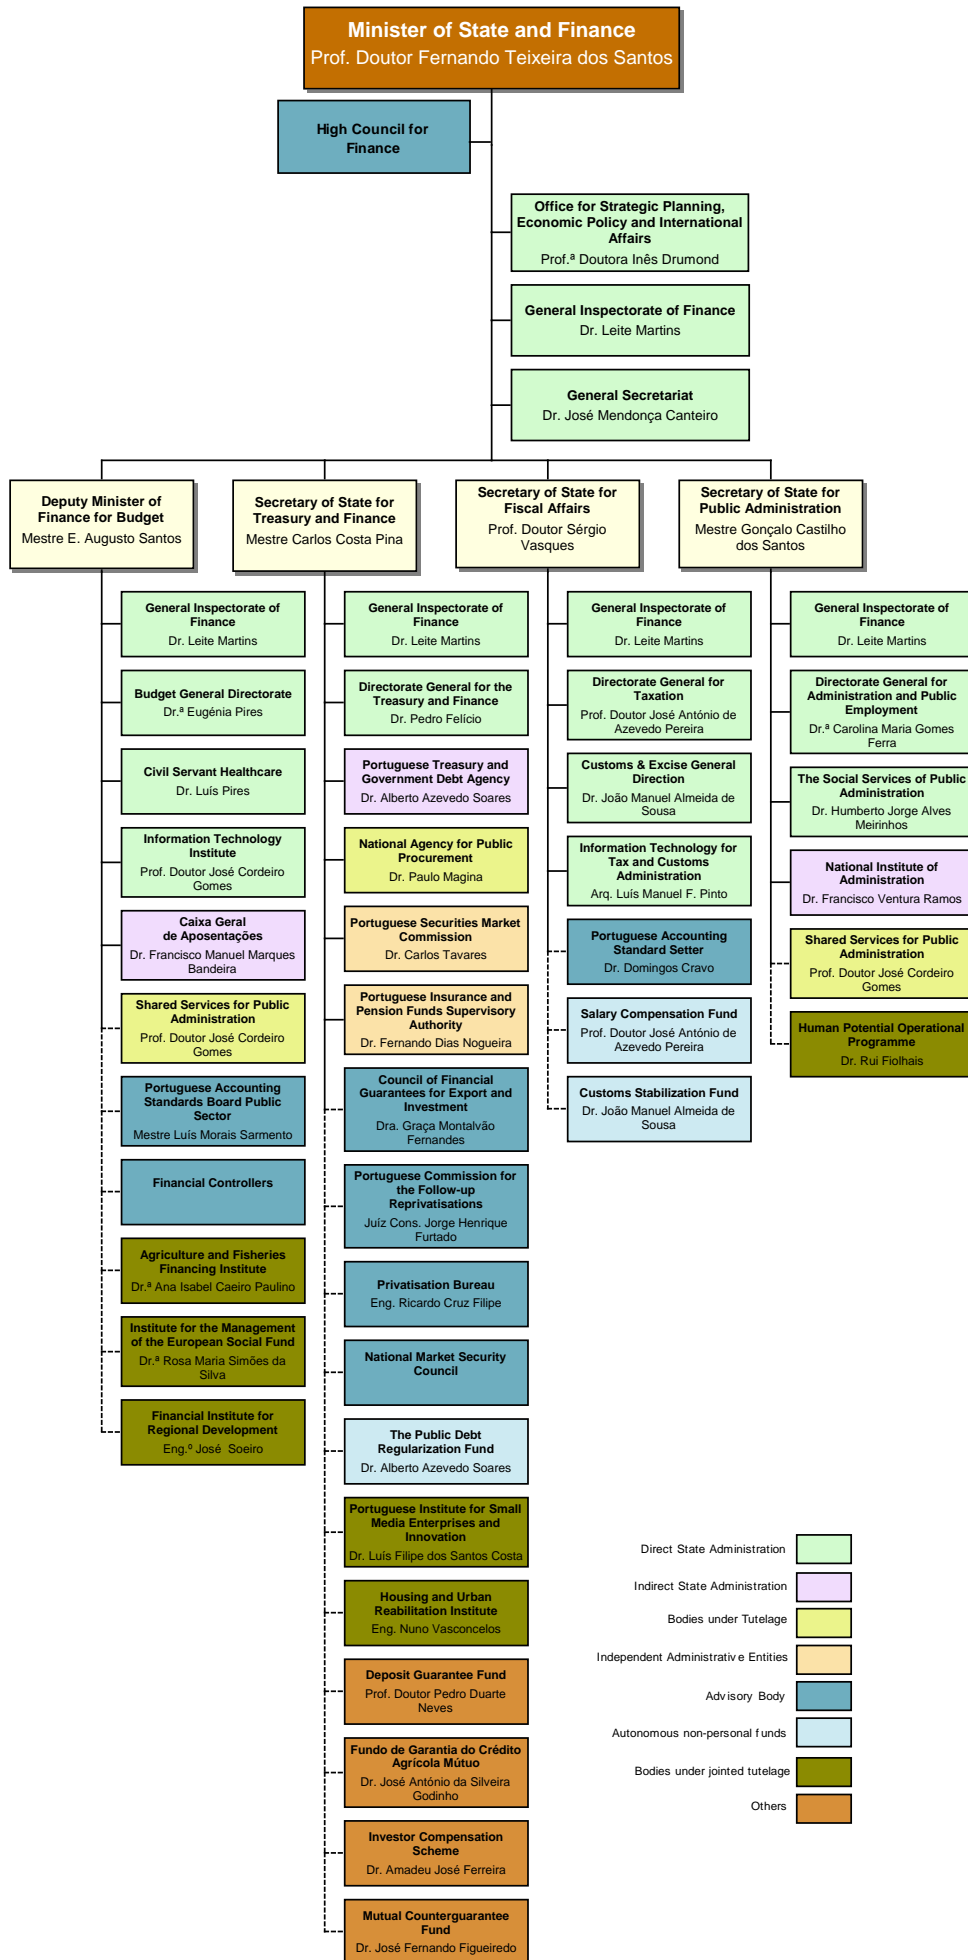 Minister of State and Finance
Prof. Doutor Fernando Teixeira dos Santos
High Council for
Finance
Office for Strategic Planning,
Economic Policy and International
Affairs
Prof.ª Doutora Inês Drumond
General Inspectorate of Finance
Dr. Leite Martins
General Secretariat
Dr. José Mendonça Canteiro
Deputy Minister of
Finance for Budget
Mestre E. Augusto Santos
General Inspectorate of
Finance
Dr. Leite Martins
Budget General Directorate
Dr.ª Eugénia Pires
Civil Servant Healthcare
Dr. Luís Pires
Information Technology
Institute
Prof. Doutor José Cordeiro
Gomes
Caixa Geral
de Aposentações
Dr. Francisco Manuel Marques
Bandeira
Shared Services for Public
Administration
Prof. Doutor José Cordeiro
Gomes
Portuguese Accounting
Standards Board Public
Sector
Mestre Luís Morais Sarmento
Financial Controllers
Agriculture and Fisheries
Financing Institute
Dr.ª Ana Isabel Caeiro Paulino
Institute for the Management
of the European Social Fund
Dr.ª Rosa Maria Simões da
Silva
Financial Institute for
Regional Development
Eng.º José Soeiro
Secretary of State for
Treasury and Finance
Mestre Carlos Costa Pina
General Inspectorate of
Finance
Dr. Leite Martins
Directorate General for the
Treasury and Finance
Dr. Pedro Felício
Portuguese Treasury and
Government Debt Agency
Dr. Alberto Azevedo Soares
National Agency for Public
Procurement
Dr. Paulo Magina
Portuguese Securities Market
Commission
Dr. Carlos Tavares
Portuguese Insurance and
Pension Funds Supervisory
Authority
Dr. Fernando Dias Nogueira
Council of Financial
Guarantees for Export and
Investment
Dra. Graça Montalvão
Fernandes
Portuguese Commission for
the Follow-up
Reprivatisations
Juíz Cons. Jorge Henrique
Furtado
Privatisation Bureau
Eng. Ricardo Cruz Filipe
National Market Security
Council
The Public Debt
Regularization Fund
Dr. Alberto Azevedo Soares
Portuguese Institute for Small
Media Enterprises and
Innovation
Dr. Luís Filipe dos Santos Costa
Housing and Urban
Reabilitation Institute
Eng. Nuno Vasconcelos
Deposit Guarantee Fund
Prof. Doutor Pedro Duarte
Neves
Fundo de Garantia do Crédito
Agrícola Mútuo
Dr. José António da Silveira
Godinho
Investor Compensation
Scheme
Dr. Amadeu José Ferreira
Mutual Counterguarantee
Fund
Dr. José Fernando Figueiredo
Secretary of State for
Fiscal Affairs
Prof. Doutor Sérgio
Vasques
General Inspectorate of
Finance
Dr. Leite Martins
Directorate General for
Taxation
Prof. Doutor José António de
Azevedo Pereira
Customs & Excise General
Direction
Dr. João Manuel Almeida de
Sousa
Information Technology for
Tax and Customs
Administration
Arq. Luís Manuel F. Pinto
Portuguese Accounting
Standard Setter
Dr. Domingos Cravo
Salary Compensation Fund
Prof. Doutor José António de
Azevedo Pereira
Customs Stabilization Fund
Dr. João Manuel Almeida de
Sousa
Secretary of State for
Public Administration
Mestre Gonçalo Castilho
dos Santos
General Inspectorate of
Finance
Dr. Leite Martins
Directorate General for
Administration and Public
Employment
Dr.ª Carolina Maria Gomes
Ferra
The Social Services of Public
Administration
Dr. Humberto Jorge Alves
Meirinhos
National Institute of
Administration
Dr. Francisco Ventura Ramos
Shared Services for Public
Administration
Prof. Doutor José Cordeiro
Gomes
Human Potential Operational
Programme
Dr. Rui Fiolhais
Direct State Administration
Indirect State Administration
Bodies under Tutelage
Independent Administrative Entities
Advisory Body
Autonomous non-personal funds
Bodies under jointed tutelage
Others